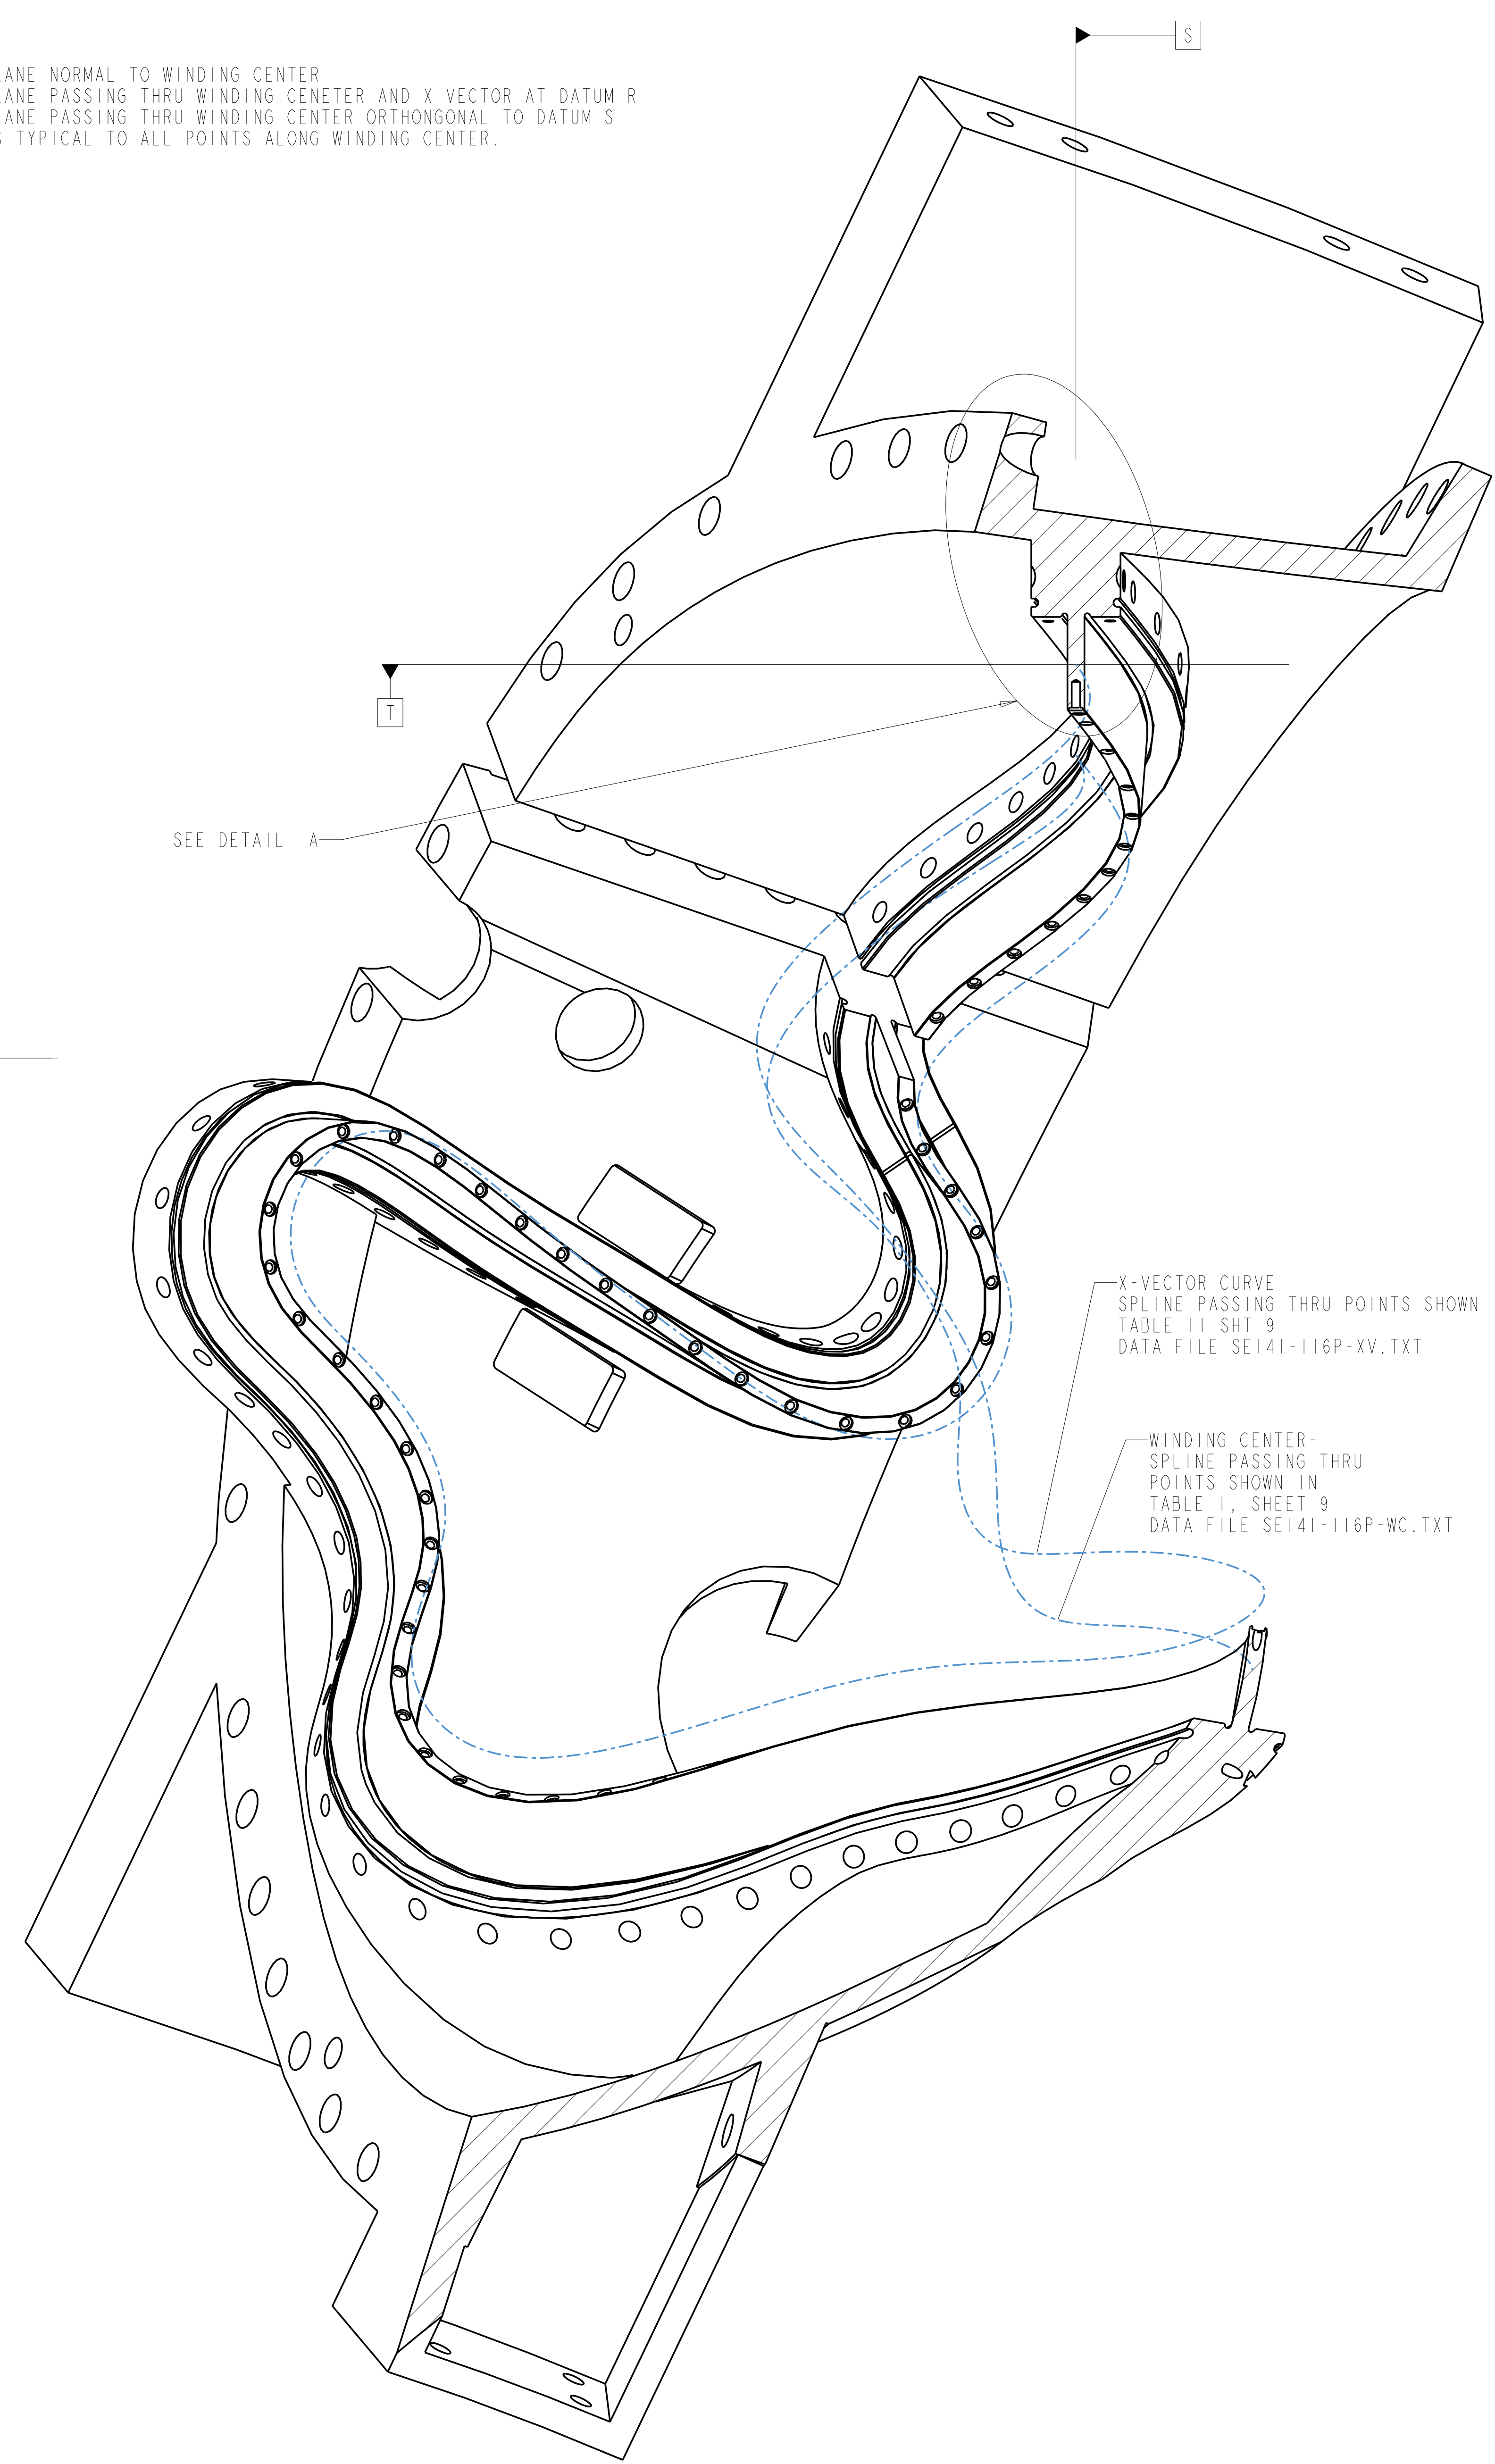 S
ANE NORMAL TO WINDING CENTER
ANE PASSING THRU WINDING CENETER AND X VECTOR AT DATUM R
ANE PASSING THRU WINDING CENTER ORTHONGONAL TO DATUM S
S TYPICAL TO ALL POINTS ALONG WINDING CENTER.
T
SEE DETAIL A
X-VECTOR CURVE
SPLINE PASSING THRU POINTS SHOWN
TABLE II SHT 9
DATA FILE SE141-116P-XV.TXT
WINDING CENTER-
SPLINE PASSING THRU
POINTS SHOWN IN
TABLE I, SHEET 9
DATA FILE SE141-116P-WC.TXT